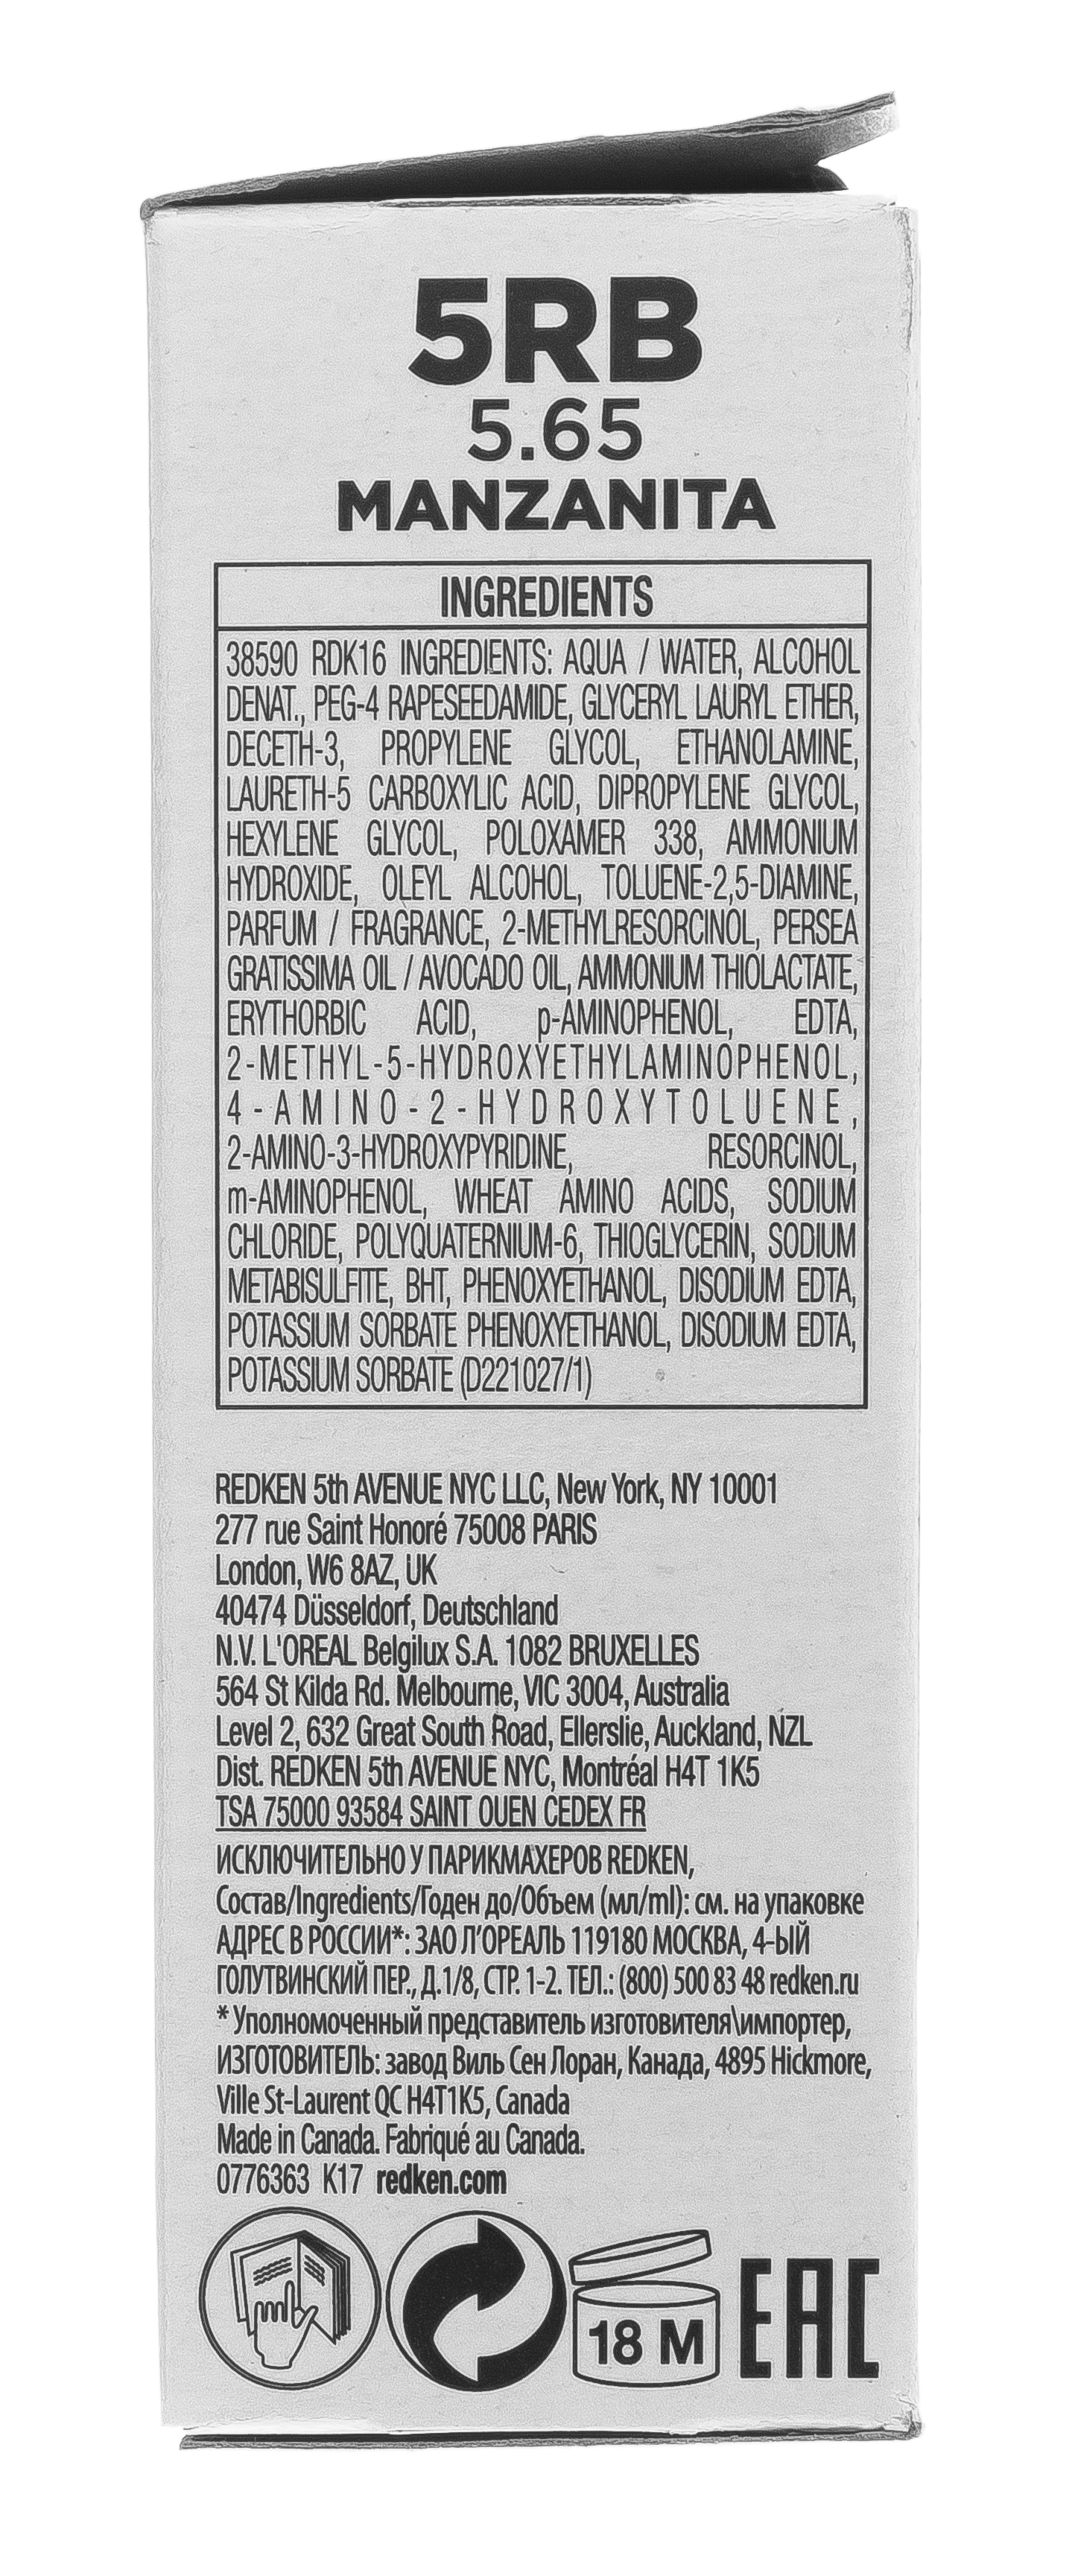 5RB
5.65
MANZANITA
INGREDIENTS
38590 RDK16 INGREDIENTS: AQUA / WATER, ALCOHOL
DENAT., PEG-4 RAPESEEDAMIDE, GLYCERYL LAURYL ETHER,
DECETH-3, PROPYLENE GLYCOL, ETHANOLAMINE,
LAURETH-5 CARBOXYLIC ACID, DIPROPYLENE GLYCOL,
HEXYLENE GLYCOL, POLOXAMER 338, AMMONIUM
HYDROXIDE, OLEYL ALCOHOL, TOLUENE-2,5-DIAMINE,
PARFUM / FRAGRANCE, 2-METHYLRESORCINOL, PERSEA
GRATISSIMA OIL / AVOCADO OIL, AMMONIUM THIOLACTATE,
ERYTHORBIC ACID, p-AMINOPHENOL, EDTA,
2-METHYL-5-HYDROXYETHYLAMINOPHENOL,
4-AMINO-2-HYDROXYTOLUENE,
2-AMINO-3-HYDROXYPYRIDINE, RESORCINOL,
m-AMINOPHENOL, WHEAT AMINO ACIDS, SODIUM
CHLORIDE, POLYQUATERNIUM-6, THIOGLYCERIN, SODIUM
METABISULFITE, BHT, PHENOXYETHANOL, DISODIUM EDTA,
POTASSIUM SORBATE PHENOXYETHANOL, DISODIUM EDTA,
POTASSIUM SORBATE (D221027/1)
REDKEN 5th AVENUE NYC LLC, New York, NY 10001
277 rue Saint Honoré 75008 PARIS
London, W6 8AZ, UK
40474 Düsseldorf, Deutschland
N.V. L'OREAL Belgilux S.A. 1082 BRUXELLES
564 St Kilda Rd. Melbourne, VIC 3004, Australia
Level 2, 632 Great South Road, Ellerslie, Auckland, NZL
Dist. REDKEN 5th AVENUE NYC, Montréal H4T 1K5
TSA 75000 93584 SAINT OUEN CEDEX FR
ИСКЛЮЧИТЕЛЬНО У ПАРИКМАХЕРОВ REDKEN,
Состав/Ingredients/Годен до/Объем (мл/ml): см. на упаковке
АДРЕС В РОССИИ*: ЗАО Л'ОРЕАЛЬ 119180 МОСКВА, 4-ЫЙ
ГОЛУТВИНСКИЙ ПЕР., Д.1/8, СТР. 1-2. ТЕЛ.: (800) 500 83 48 redken.ru
* Уполномоченный представитель изготовителя\импортер,
ИЗГОТОВИТЕЛЬ: завод Виль Сен Лоран, Канада, 4895 Hickmore,
Ville St-Laurent QC H4T1K5, Canada
Made in Canada. Fabriqué au Canada.
0776363 K17 redken.com
18 M EAC